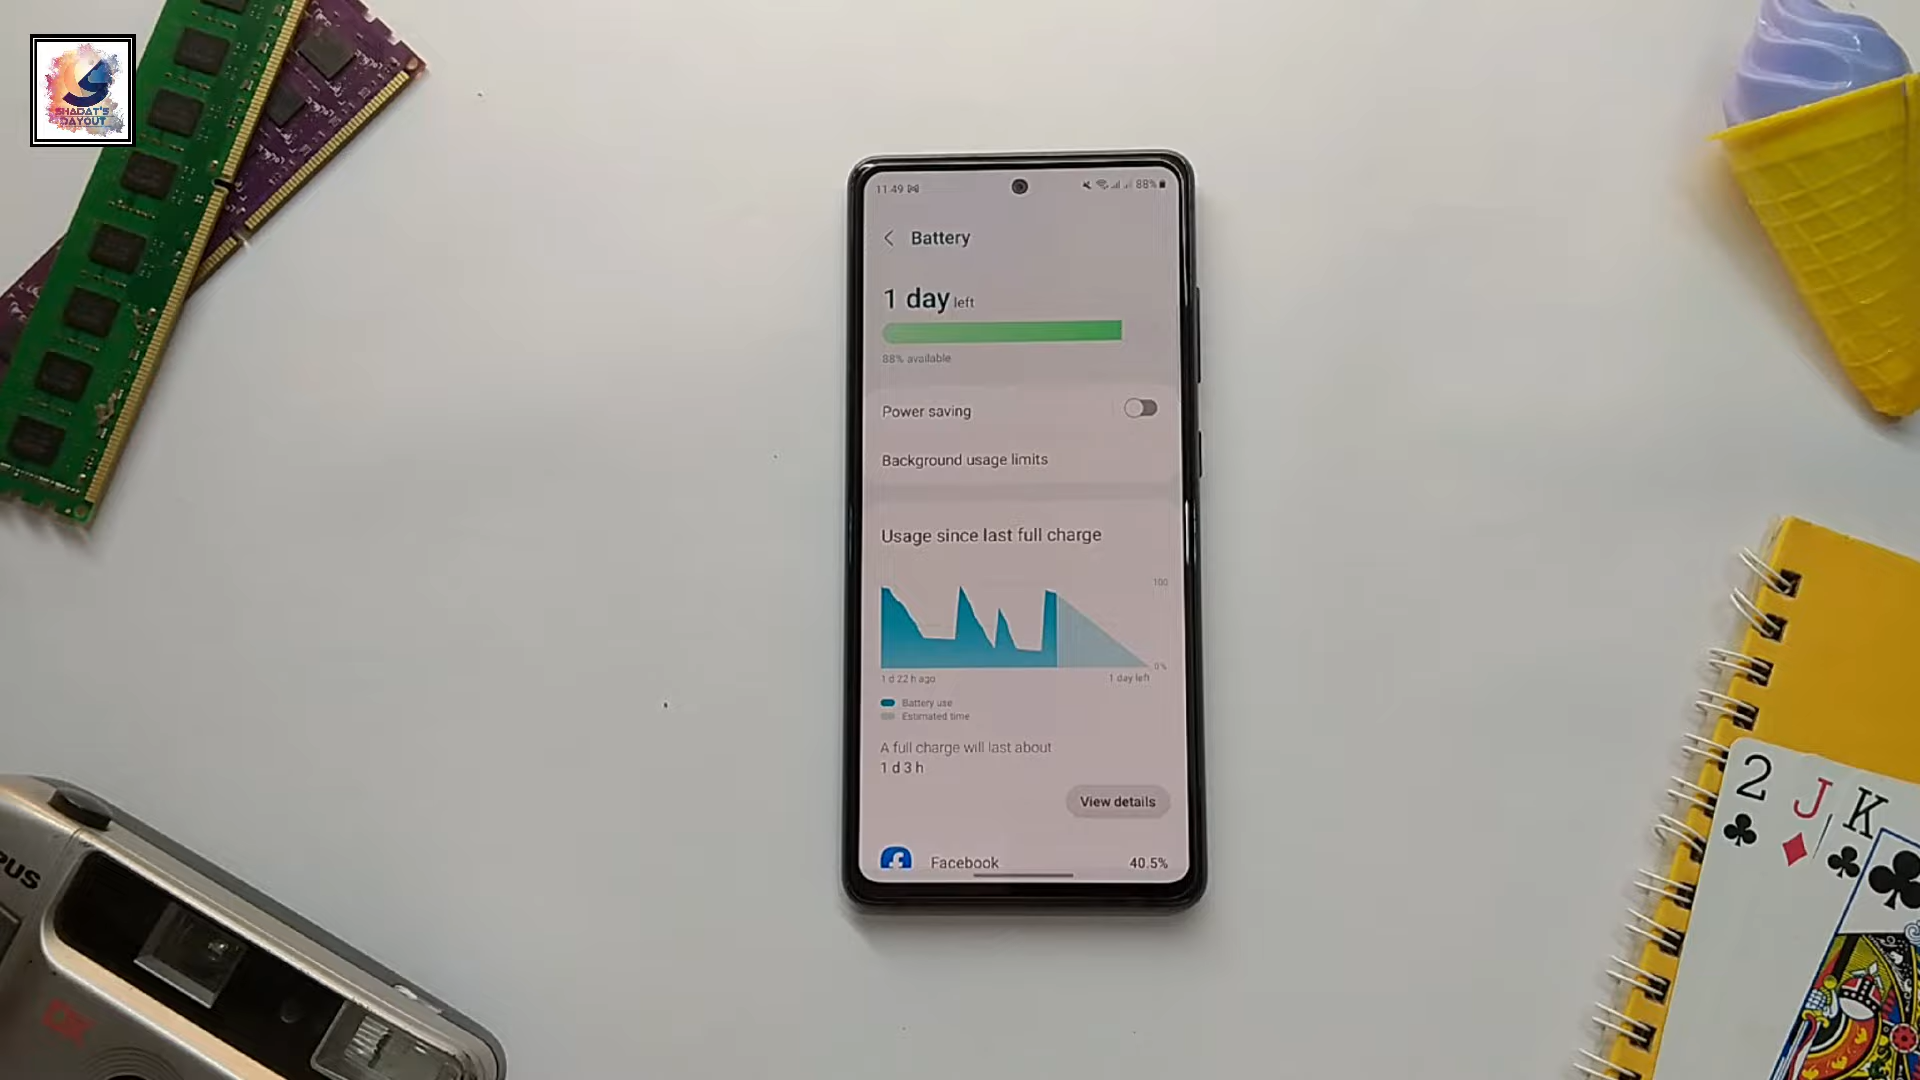 SHADAT'S
DAYOUT
11:49
88%
Battery
1 day left
88% available
Power saving
Background usage limits
Usage since last full charge
100
0%
1 d 22 h ago
1 day left
Battery use
Estimated time
A full charge will last about
1 d 3 h
View details
Facebook
40.5%
PUS
2
J
K